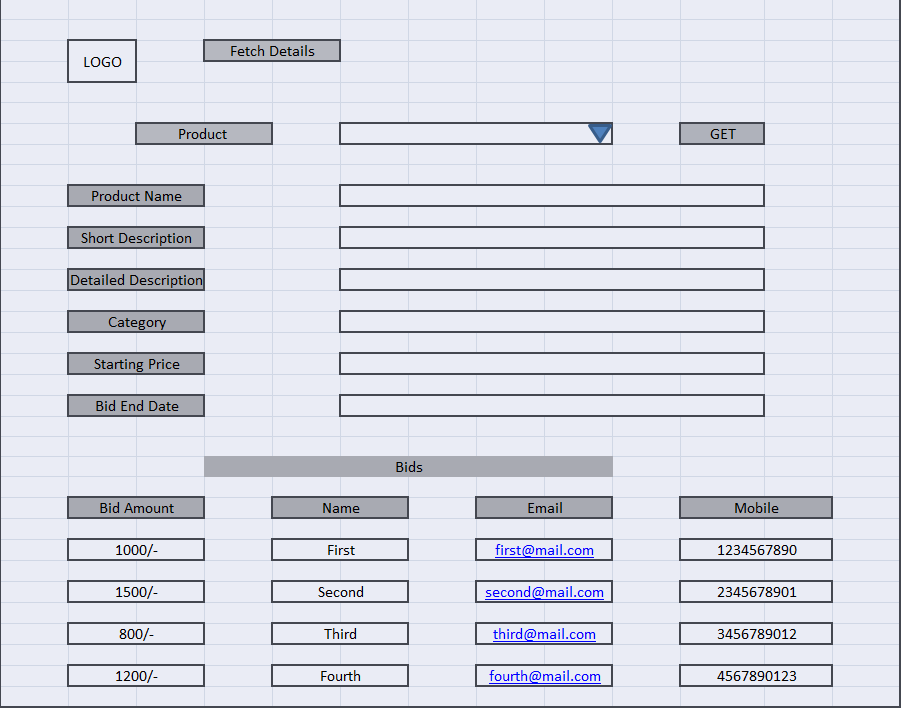 LOGO
Fetch Details
Product GET
Product Name
Short Description
Detailed Description
Category
Starting Price
Bid End Date
Bids
Bid Amount Name Email Mobile
1000/- First first@mail.com 1234567890
1500/- Second second@mail.com 2345678901
800/- Third third@mail.com 3456789012
1200/- Fourth fourth@mail.com 4567890123